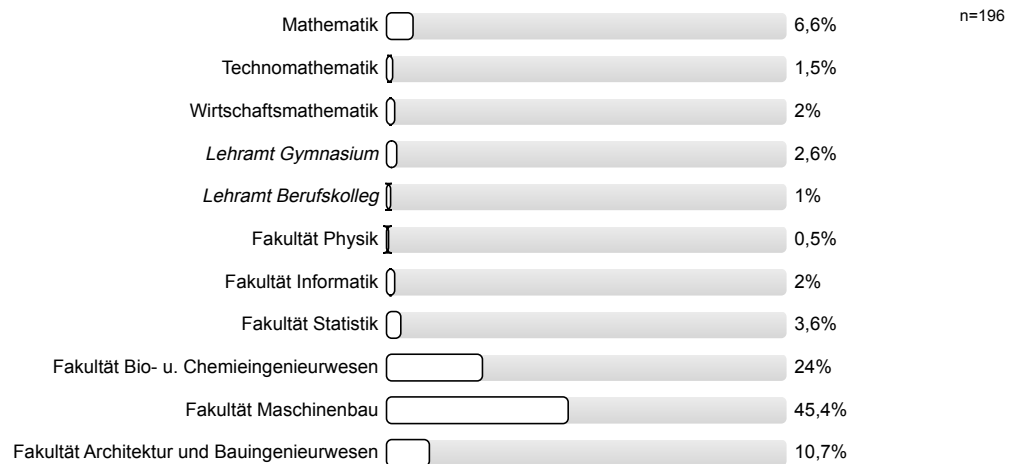 n=196
Mathematik 6,6%
Technomathematik 1,5%
Wirtschaftsmathematik 2%
Lehramt Gymnasium 2,6%
Lehramt Berufskolleg 1%
Fakultät Physik 0,5%
Fakultät Informatik 2%
Fakultät Statistik 3,6%
Fakultät Bio- u. Chemieingenieurwesen 24%
Fakultät Maschinenbau 45,4%
Fakultät Architektur und Bauingenieurwesen 10,7%